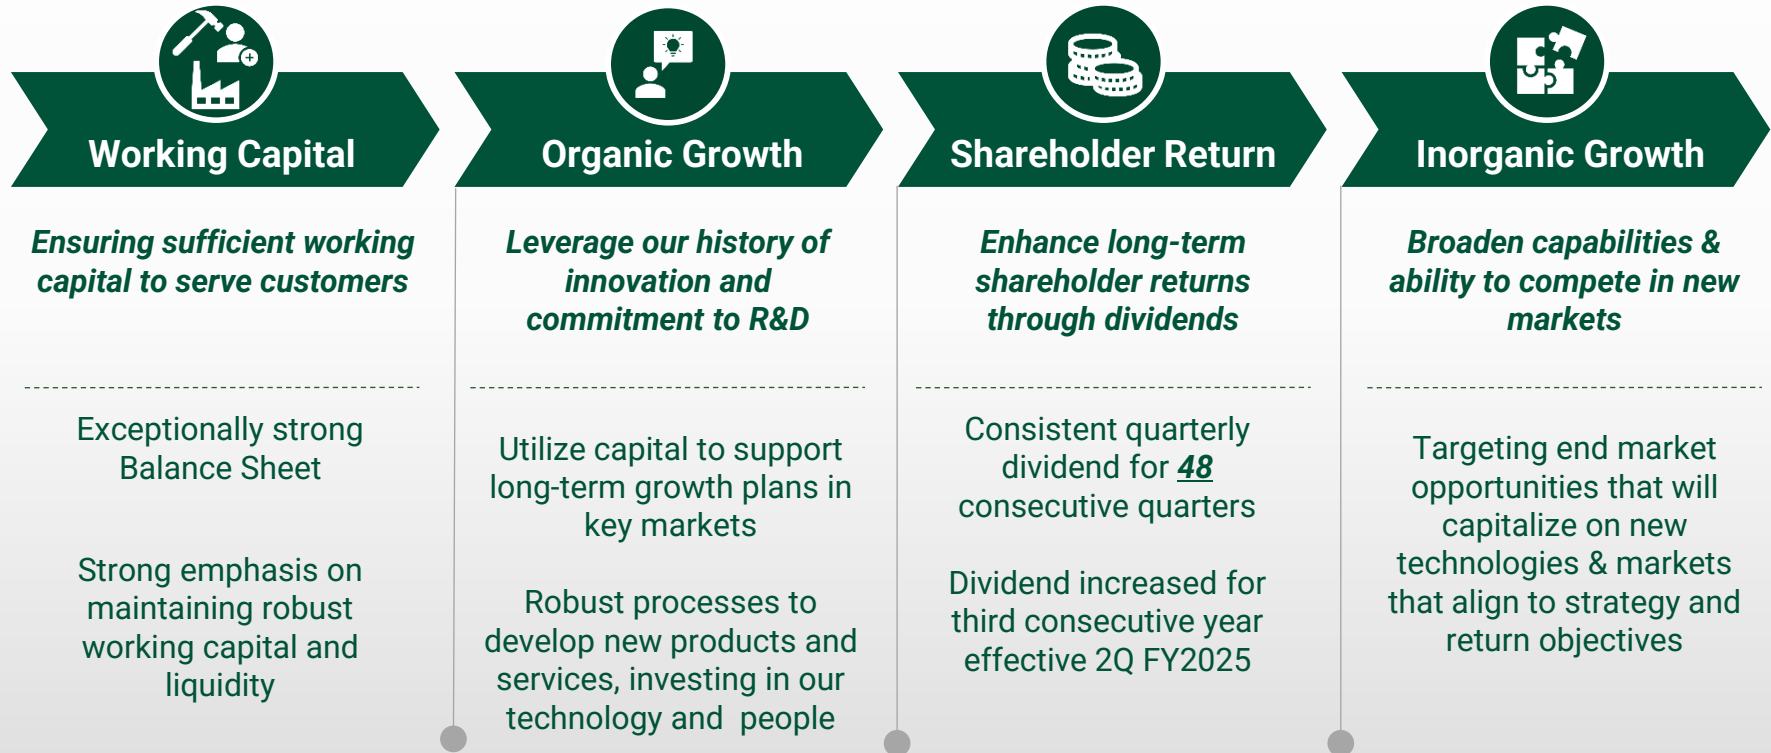 Working Capital
Ensuring sufficient working
capital to serve customers
Exceptionally strong
Balance Sheet
Strong emphasis on
maintaining robust
working capital and
liquidity
Organic Growth
Leverage our history of
innovation and
commitment to R&D
Utilize capital to support
long-term growth plans in
key markets
Robust processes to
develop new products and
services, investing in our
technology and  people
Shareholder Return
Enhance long-term
shareholder returns
through dividends
Consistent quarterly
dividend for 48
consecutive quarters
Dividend increased for
third consecutive year
effective 2Q FY2025
Inorganic Growth
Broaden capabilities &
ability to compete in new
markets
Targeting end market
opportunities that will
capitalize on new
technologies & markets
that align to strategy and
return objectives